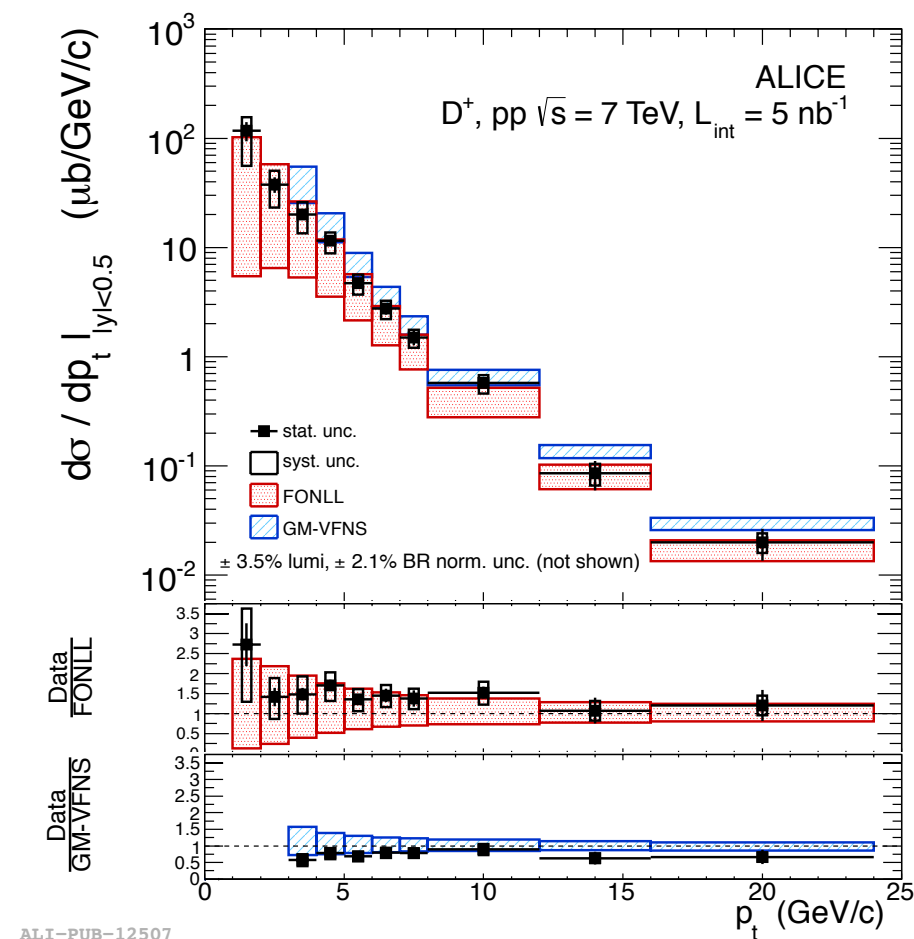 10³
10²
10
1
10⁻¹
10⁻²
dσ / dpₜ |_|y|<0.5 (μb/GeV/c)
ALICE
D⁺, pp √s = 7 TeV, L_int = 5 nb⁻¹
stat. unc.
syst. unc.
FONLL
GM-VFNS
± 3.5% lumi, ± 2.1% BR norm. unc. (not shown)
Data
FONLL
3.5
3
2.5
2
1.5
1
0.5
0
Data
GM-VFNS
3.5
3
2.5
2
1.5
1
0.5
0
0 5 10 15 20 25
pₜ (GeV/c)
ALI-PUB-12507